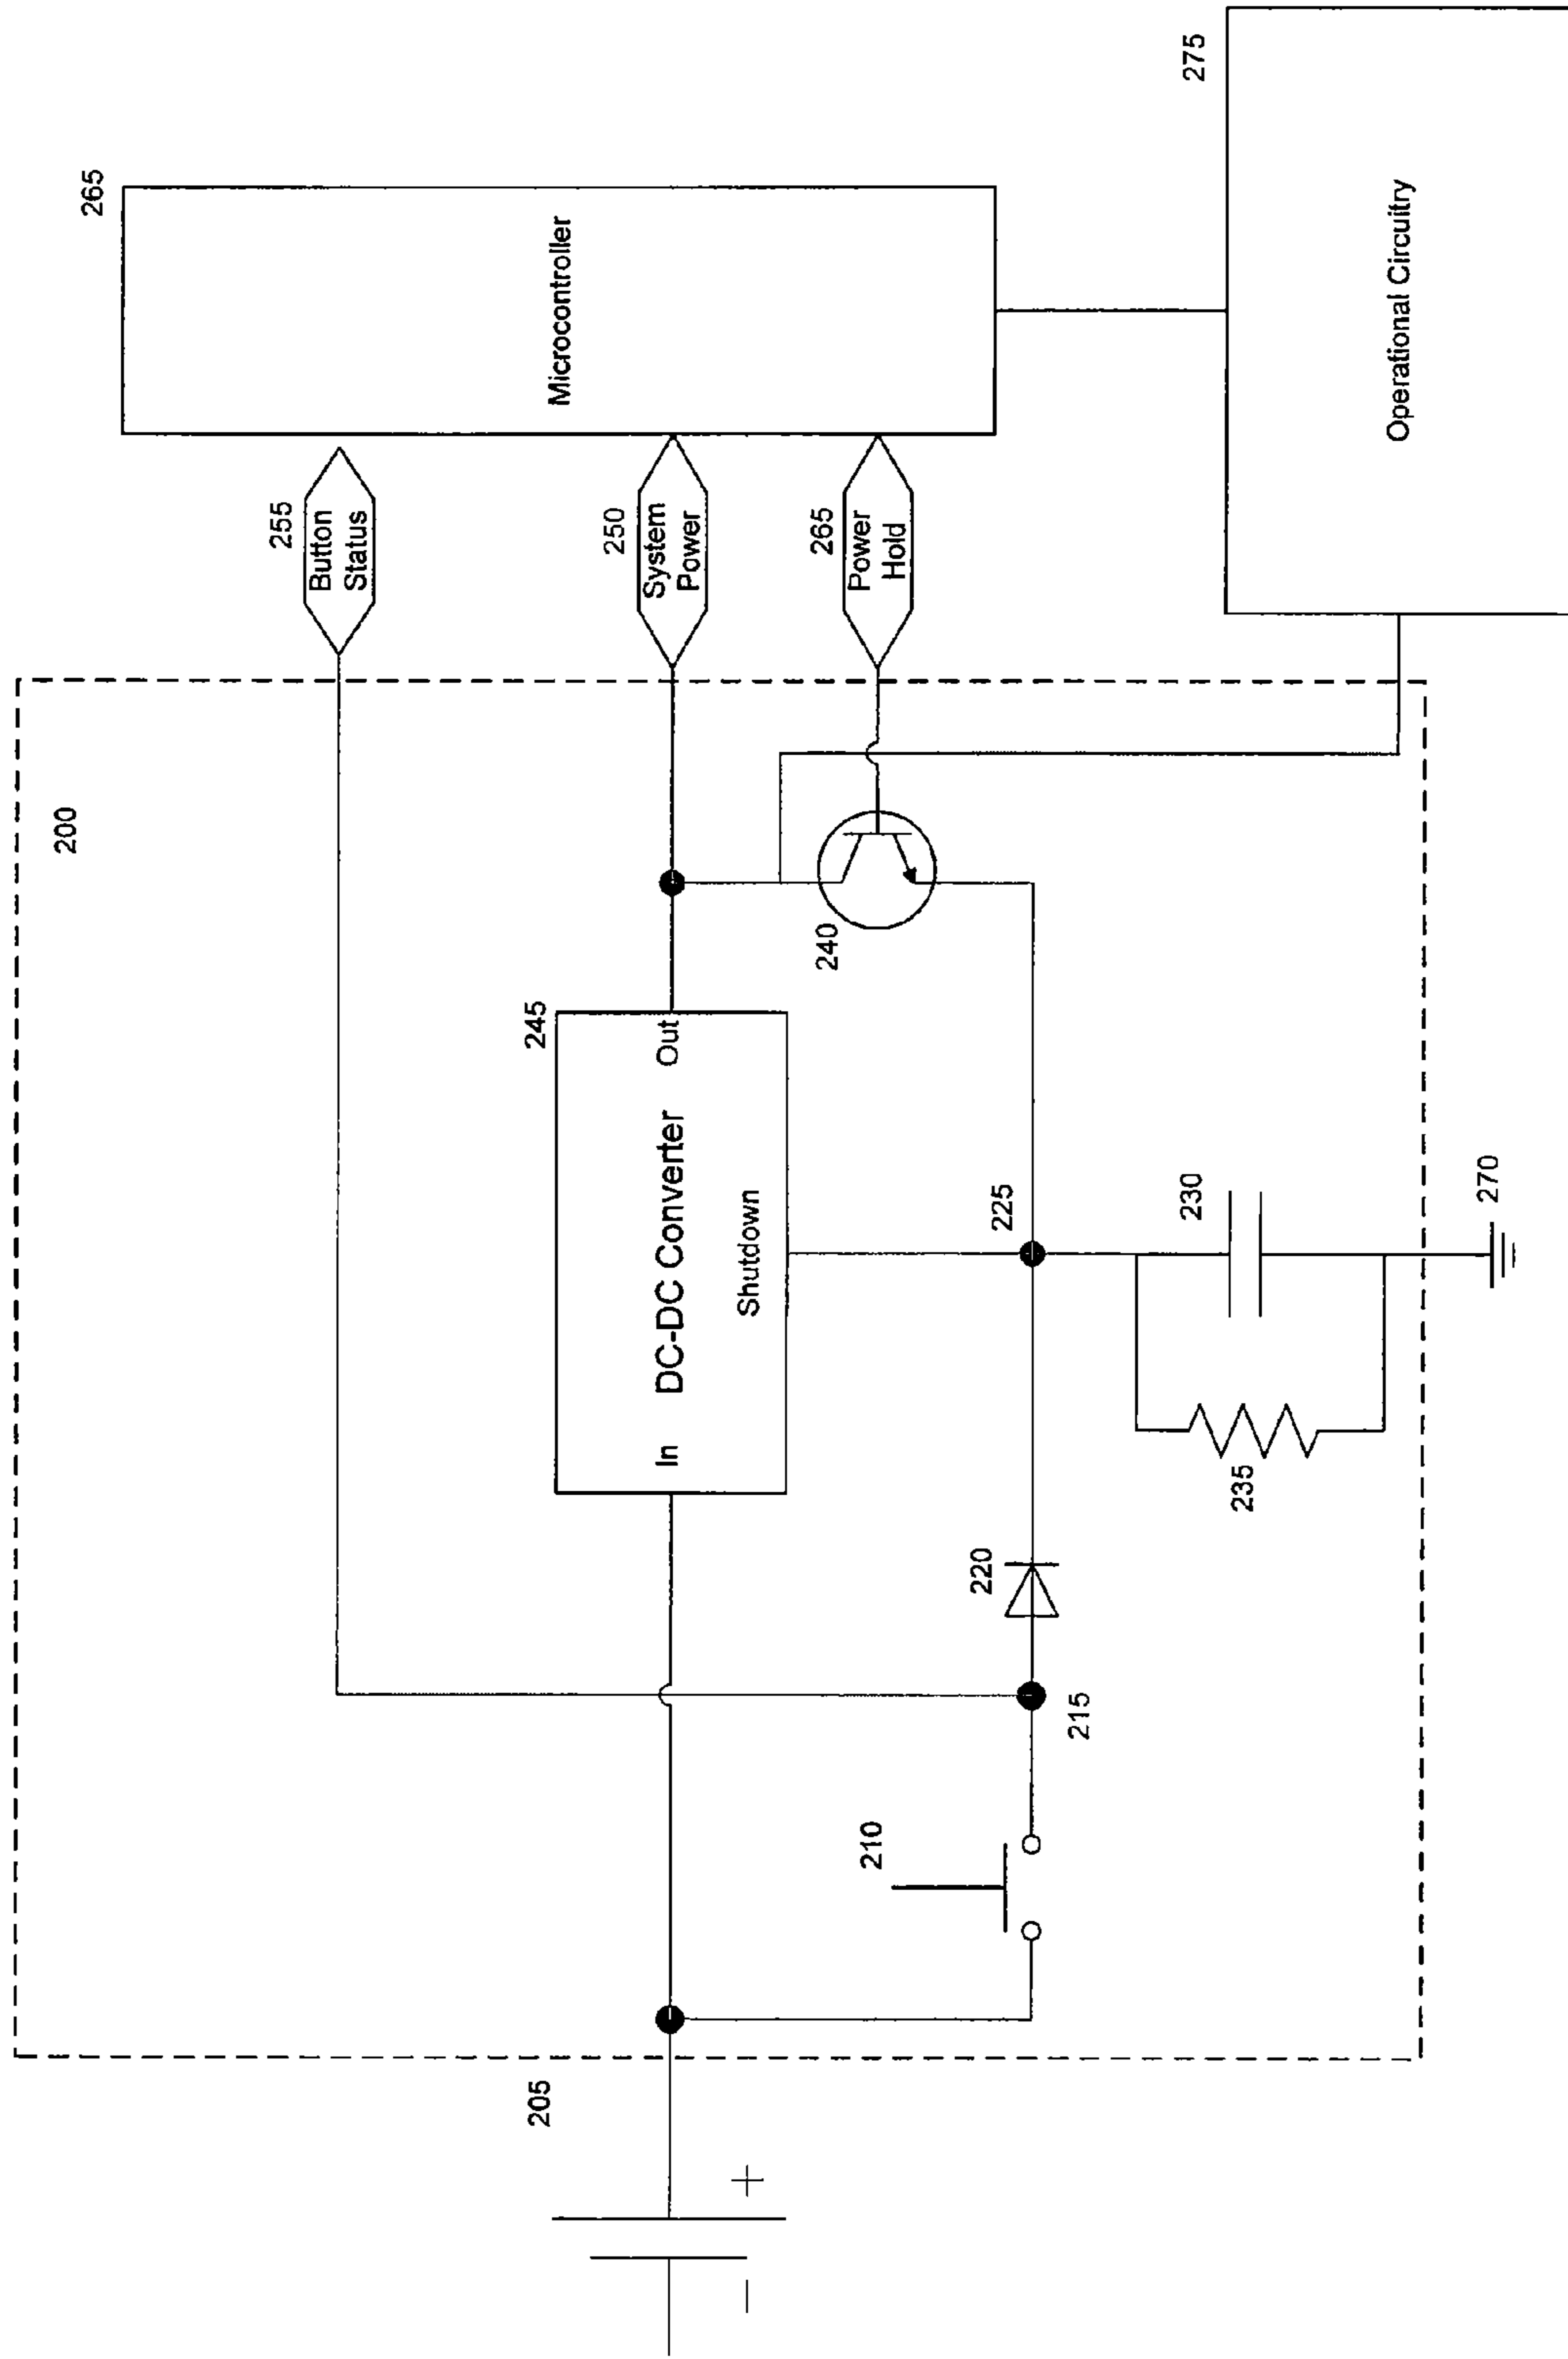 200
205
210
215
220
225
230
235
240
245
In
DC-DC Converter
Out
Shutdown
270
255
Button
Status
250
System
Power
265
Power
Hold
265
Microcontroller
275
Operational Circuitry
+
−